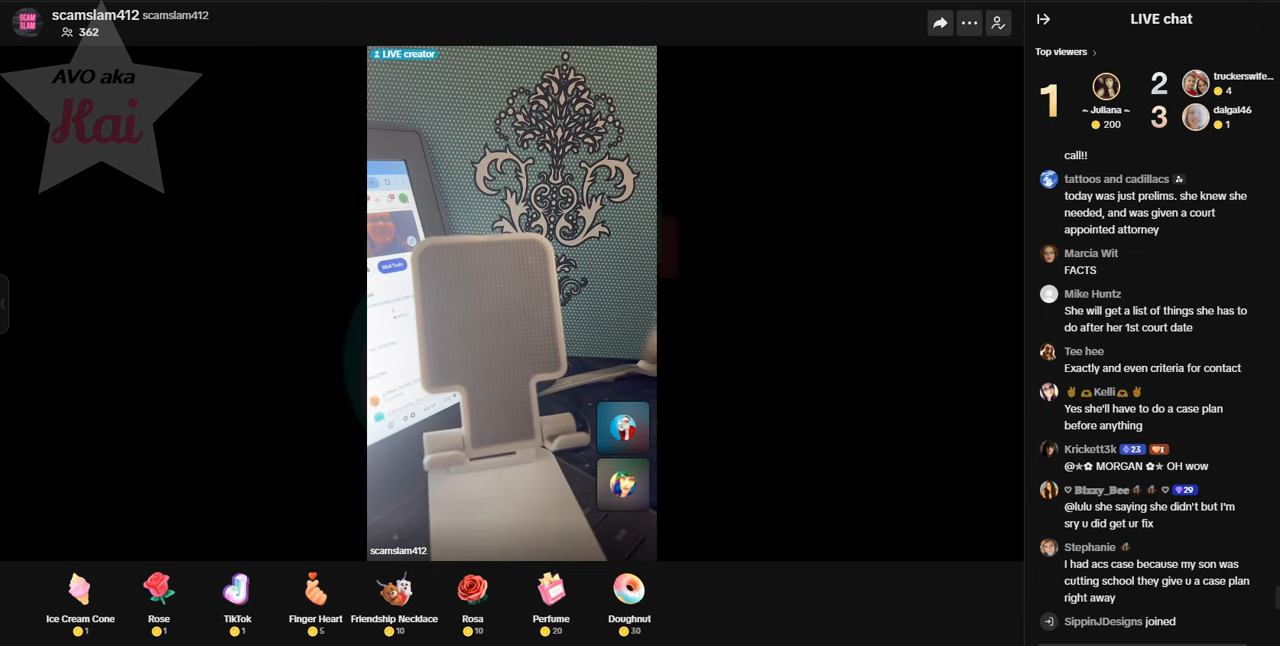 SCAM
SLAM
scamslam412 scamslam412
362
AVO aka
Kai
LIVE creator
scamslam412
Ice Cream Cone
1
Rose
1
TikTok
1
Finger Heart
5
Friendship Necklace
10
Rosa
10
Perfume
20
Doughnut
30
LIVE chat
Top viewers
1
~ Juliana ~
200
2
truckerswife...
4
3
dalgal46
1
call!!
tattoos and cadillacs
today was just prelims. she knew she
needed, and was given a court
appointed attorney
Marcia Wit
FACTS
Mike Huntz
She will get a list of things she has to
do after her 1st court date
Tee hee
Exactly and even criteria for contact
✌️ 🫶 Kelli 🫶 ✌️
Yes she'll have to do a case plan
before anything
Krickett3k 23 I
@✯✿ MORGAN ✿✯ OH wow
♡ Bizzy_Bee 🐝 🐝 ♡ 29
@lulu she saying she didn't but I'm
sry u did get ur fix
Stephanie
I had acs case because my son was
cutting school they give u a case plan
right away
SippinJDesigns joined